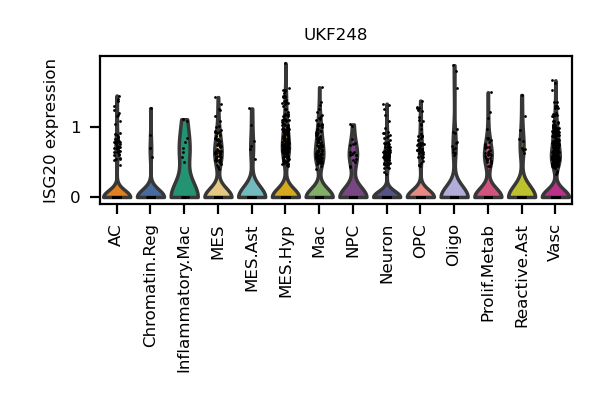 UKF248
ISG20 expression
1
0
AC
Chromatin.Reg
Inflammatory.Mac
MES
MES.Ast
MES.Hyp
Mac
NPC
Neuron
OPC
Oligo
Prolif.Metab
Reactive.Ast
Vasc